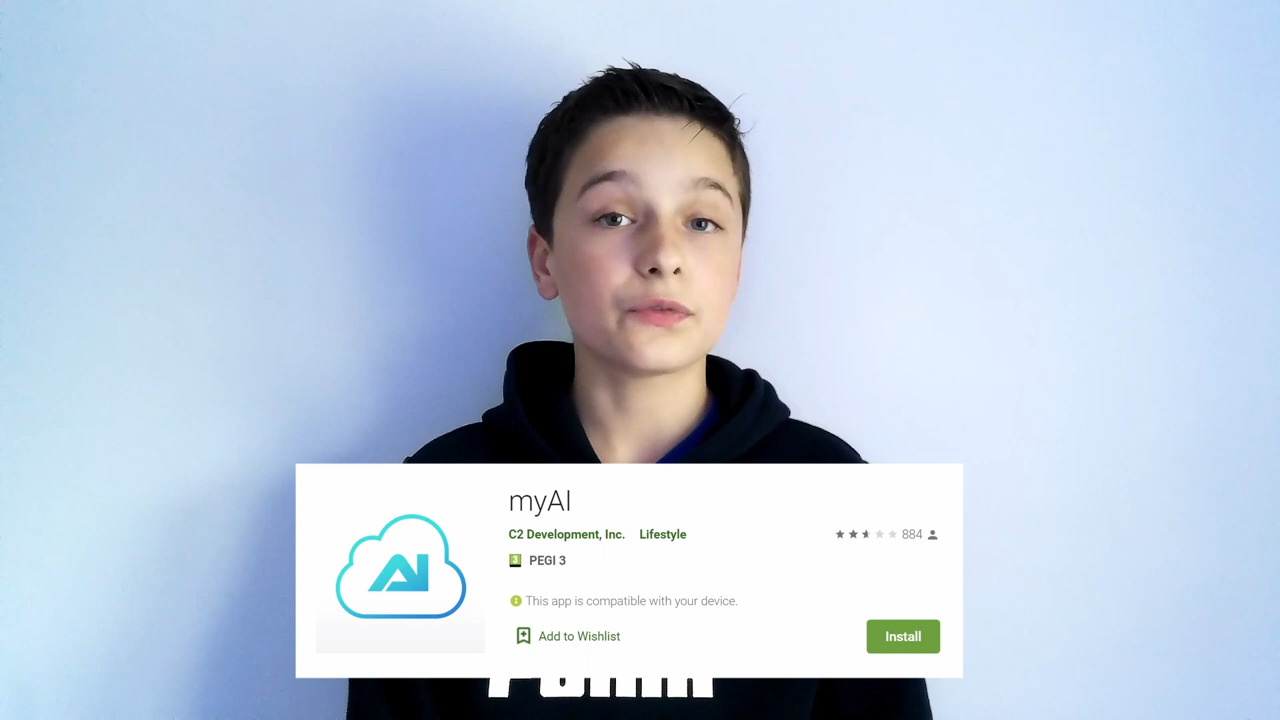 myAI
C2 Development, Inc. Lifestyle 884
3 PEGI 3
This app is compatible with your device.
AI
Add to Wishlist Install